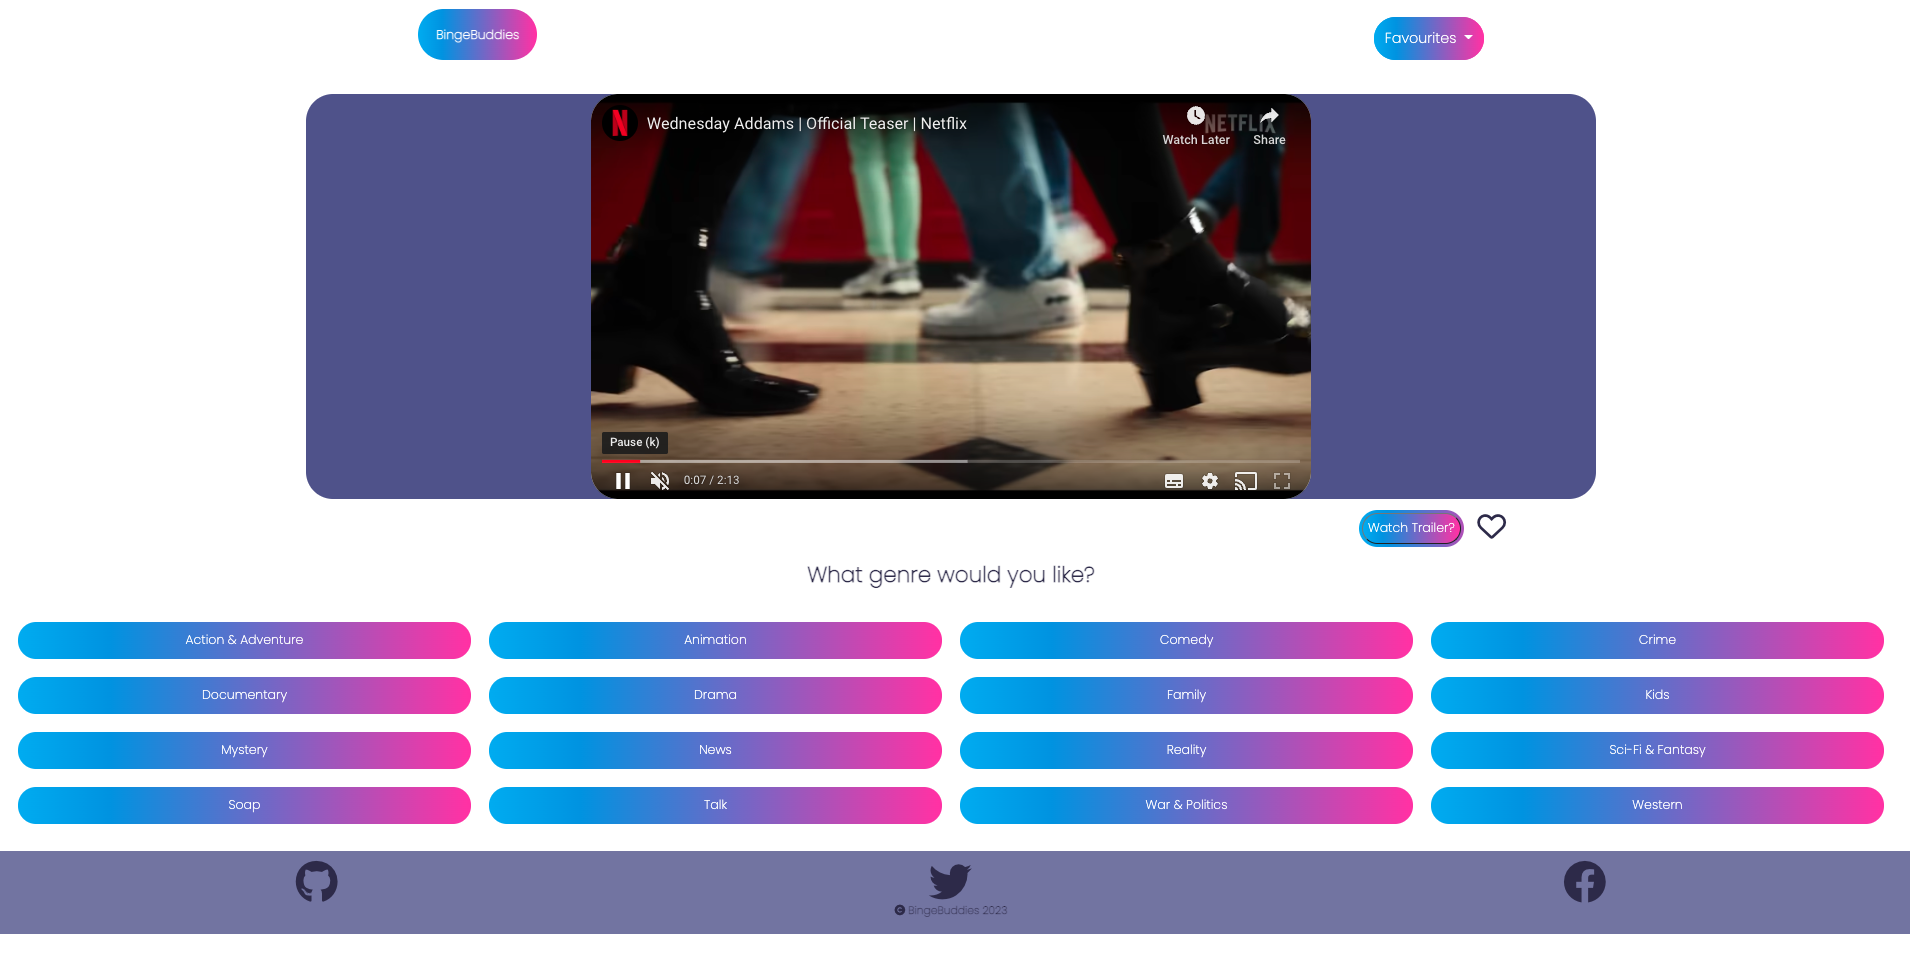 BingeBuddies
Favourites
Wednesday Addams | Official Teaser | Netflix
NETFLIX
Watch Later
Share
Pause (k)
0:07 / 2:13
Watch Trailer?
What genre would you like?
Action & Adventure
Animation
Comedy
Crime
Documentary
Drama
Family
Kids
Mystery
News
Reality
Sci-Fi & Fantasy
Soap
Talk
War & Politics
Western
© BingeBuddies 2023